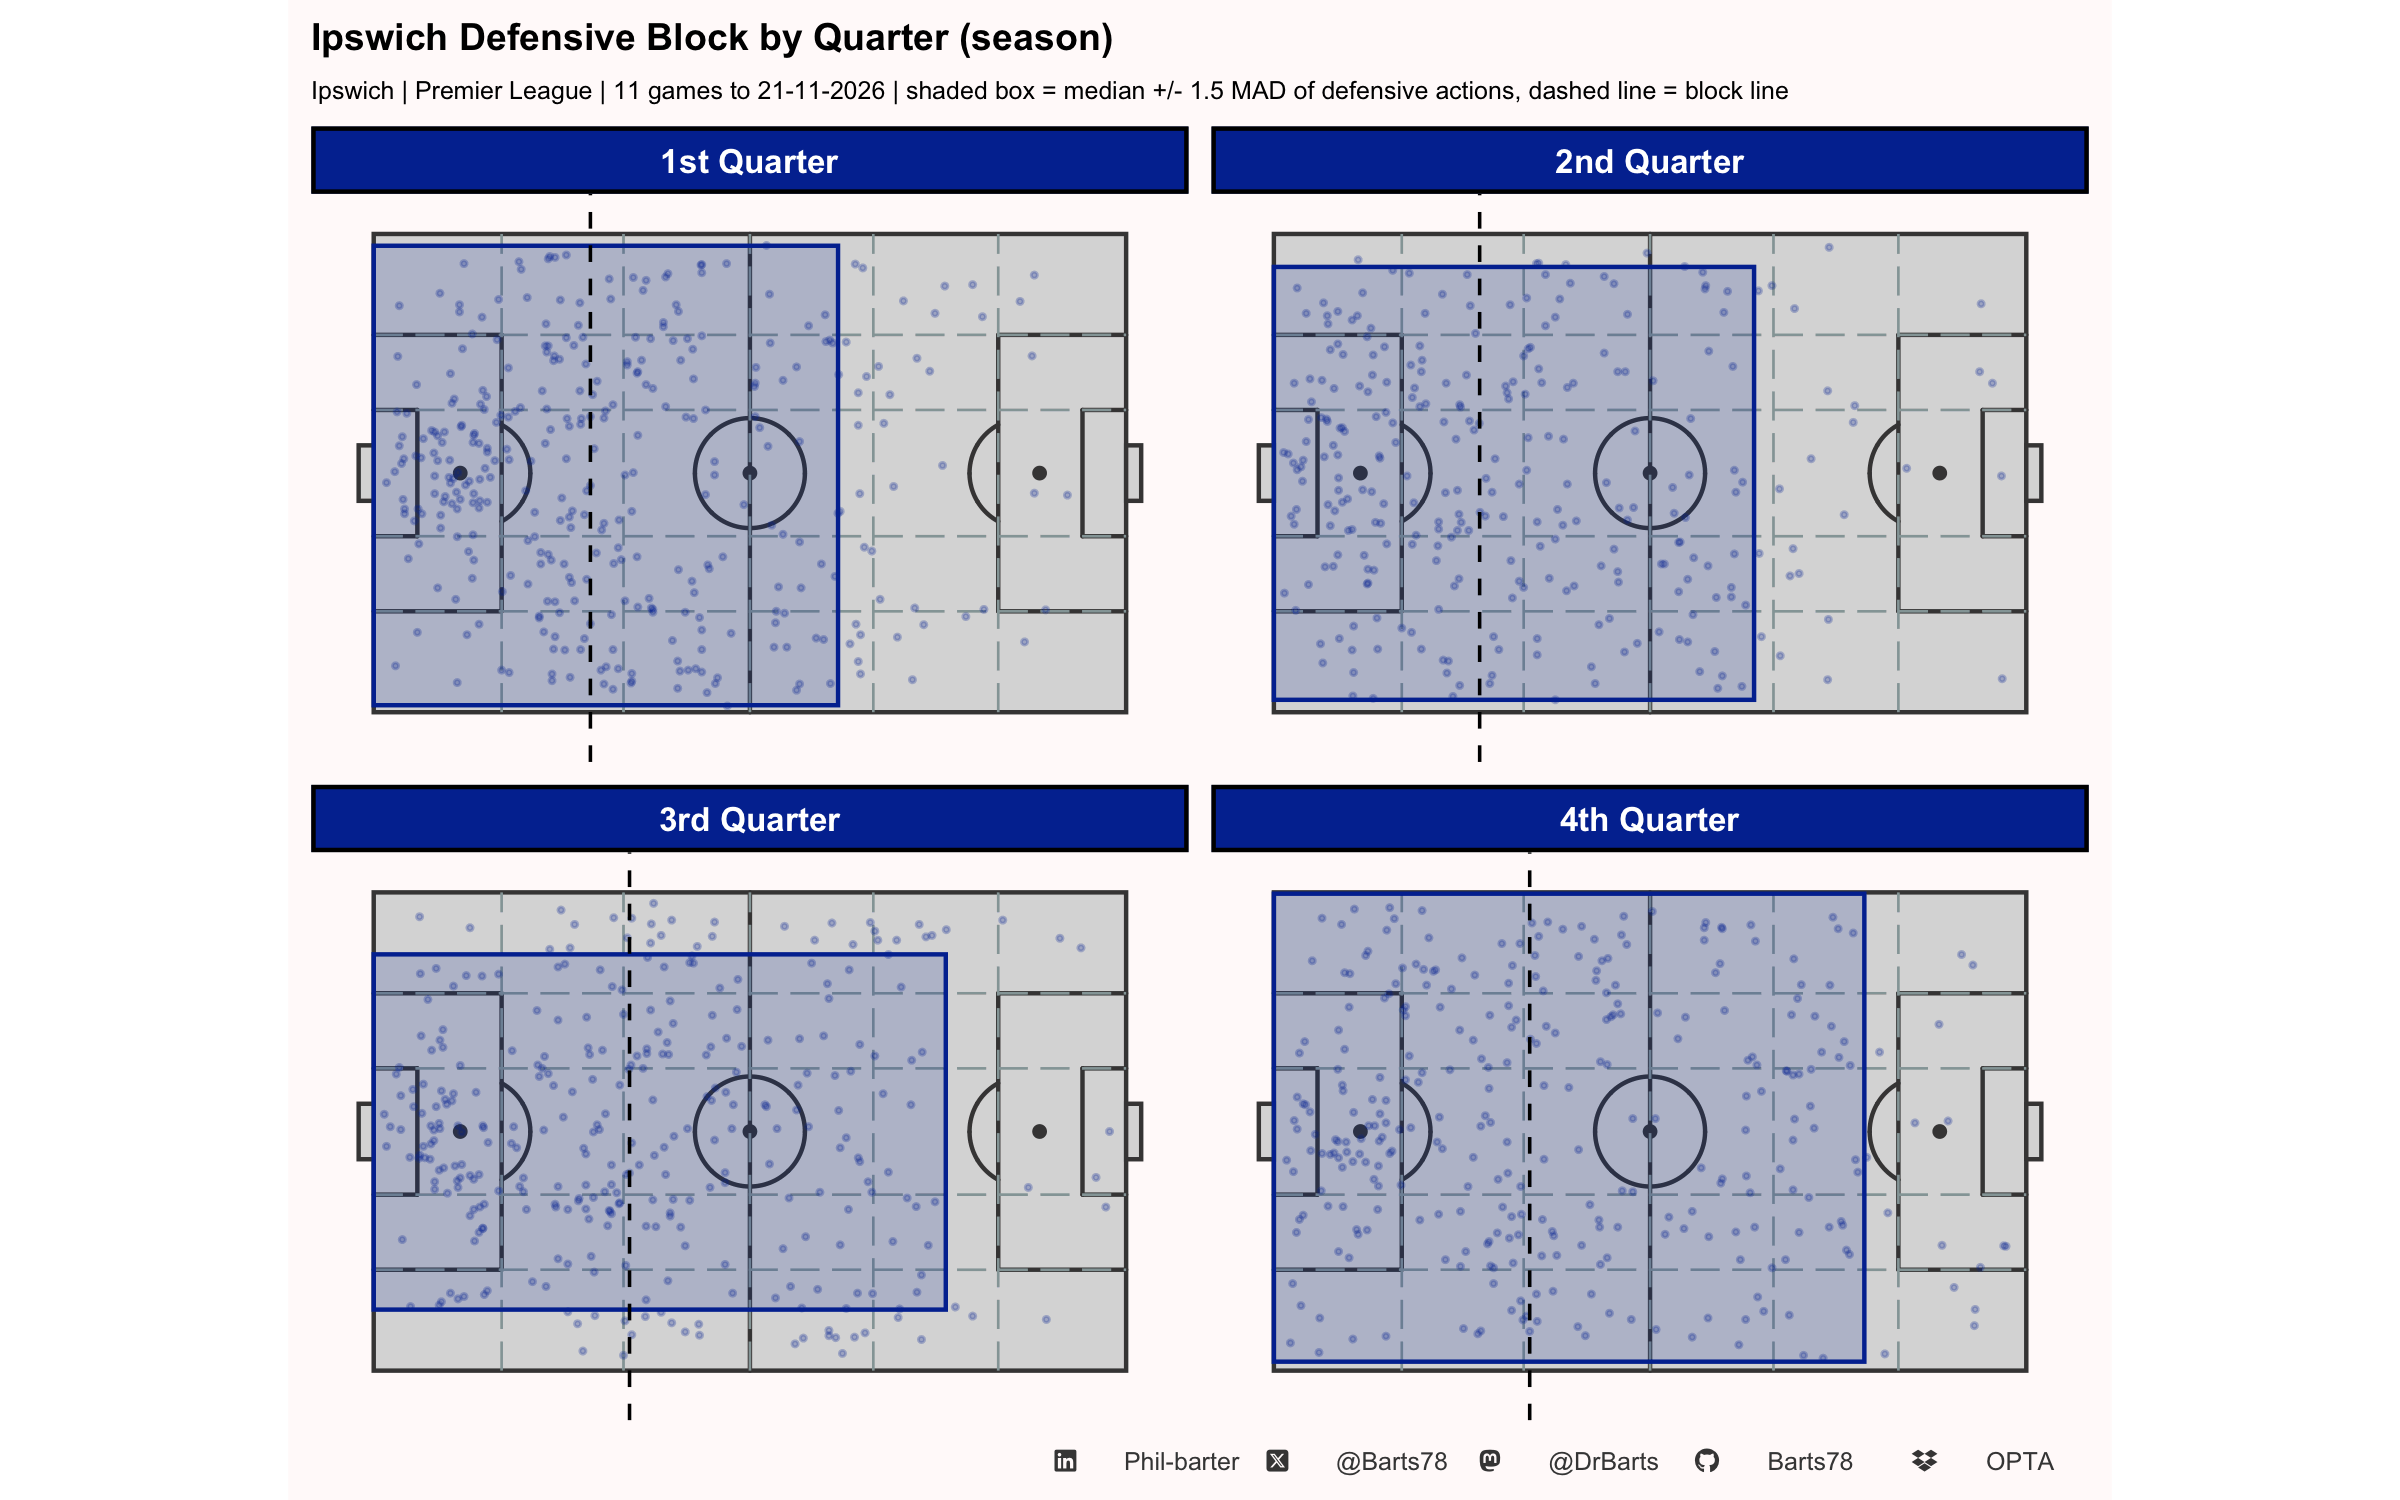 Ipswich Defensive Block by Quarter (season)
Ipswich | Premier League | 11 games to 21-11-2026 | shaded box = median +/- 1.5 MAD of defensive actions, dashed line = block line
1st Quarter
2nd Quarter
3rd Quarter
4th Quarter
Phil-barter @Barts78 @DrBarts Barts78 OPTA